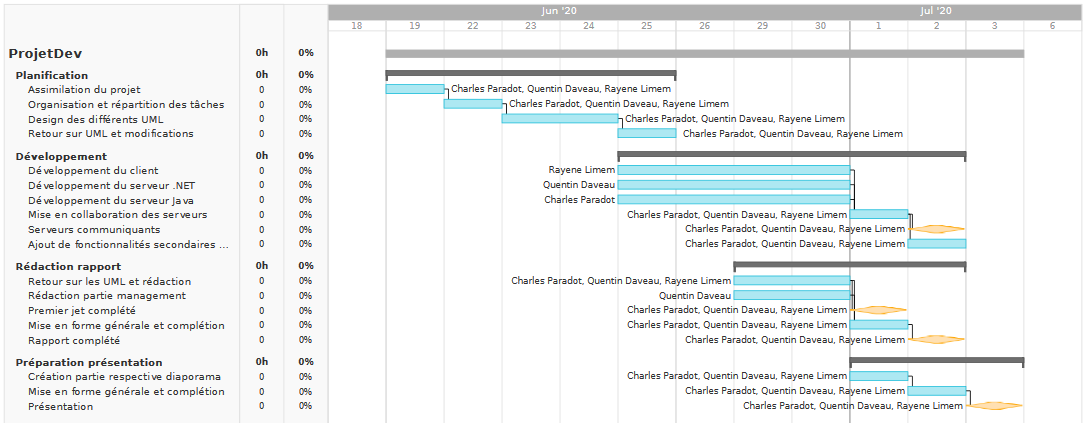 Jun '20 Jul '20
18 19 22 23 24 25 26 29 30 1 2 3 6
ProjetDev 0h 0%
Planification 0h 0%
Assimilation du projet 0 0% Charles Paradot, Quentin Daveau, Rayene Limem
Organisation et répartition des tâches 0 0% Charles Paradot, Quentin Daveau, Rayene Limem
Design des différents UML 0 0% Charles Paradot, Quentin Daveau, Rayene Limem
Retour sur UML et modifications 0 0% Charles Paradot, Quentin Daveau, Rayene Limem
Développement 0h 0%
Développement du client 0 0% Rayene Limem
Développement du serveur .NET 0 0% Quentin Daveau
Développement du serveur Java 0 0% Charles Paradot
Mise en collaboration des serveurs 0 0% Charles Paradot, Quentin Daveau, Rayene Limem
Serveurs communiquants 0 0% Charles Paradot, Quentin Daveau, Rayene Limem
Ajout de fonctionnalités secondaires ... 0 0% Charles Paradot, Quentin Daveau, Rayene Limem
Rédaction rapport 0h 0%
Retour sur les UML et rédaction 0 0% Charles Paradot, Quentin Daveau, Rayene Limem
Rédaction partie management 0 0% Quentin Daveau
Premier jet complété 0 0% Charles Paradot, Quentin Daveau, Rayene Limem
Mise en forme générale et complétion 0 0% Charles Paradot, Quentin Daveau, Rayene Limem
Rapport complété 0 0% Charles Paradot, Quentin Daveau, Rayene Limem
Préparation présentation 0h 0%
Création partie respective diaporama 0 0% Charles Paradot, Quentin Daveau, Rayene Limem
Mise en forme générale et complétion 0 0% Charles Paradot, Quentin Daveau, Rayene Limem
Présentation 0 0% Charles Paradot, Quentin Daveau, Rayene Limem